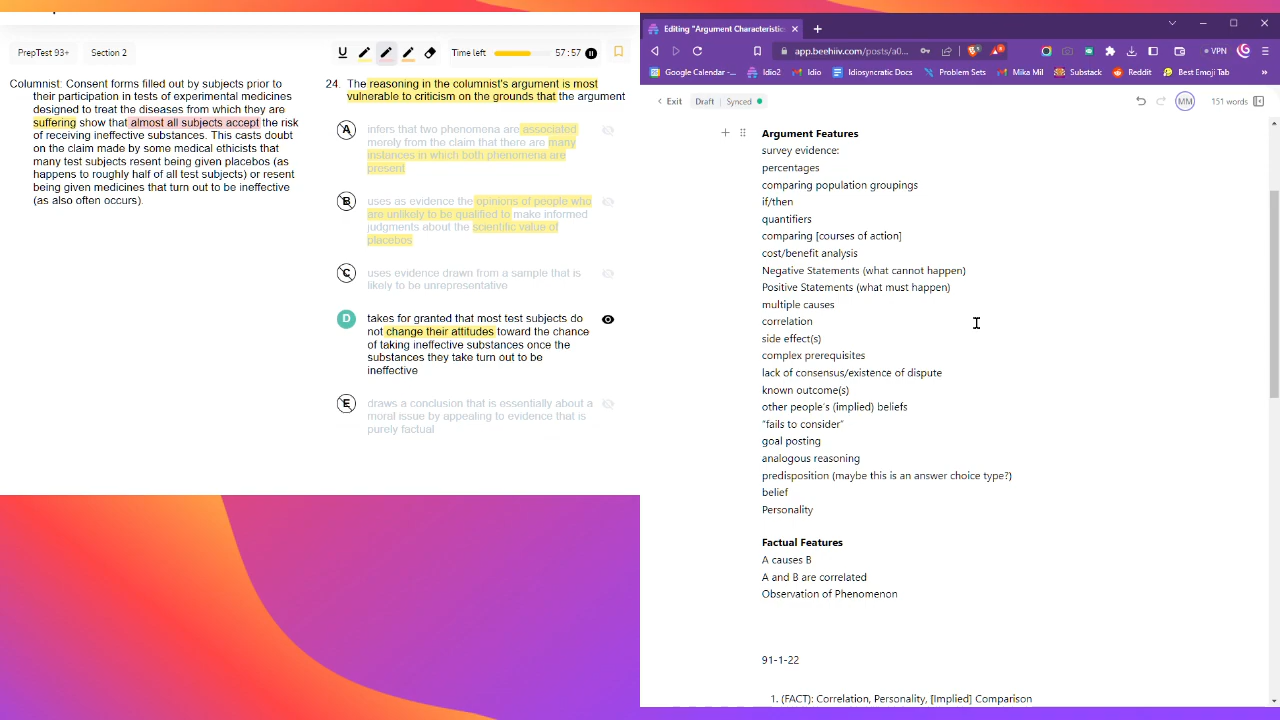 PrepTest 93+
Section 2
Time left
57:57
Columnist: Consent forms filled out by subjects prior to
their participation in tests of experimental medicines
designed to treat the diseases from which they are
suffering show that almost all subjects accept the risk
of receiving ineffective substances. This casts doubt
on the claim made by some medical ethicists that
many test subjects resent being given placebos (as
happens to roughly half of all test subjects) or resent
being given medicines that turn out to be ineffective
(as also often occurs).
24. The reasoning in the columnist's argument is most
vulnerable to criticism on the grounds that the argument
A infers that two phenomena are associated
merely from the claim that there are many
instances in which both phenomena are
present
B uses as evidence the opinions of people who
are unlikely to be qualified to make informed
judgments about the scientific value of
placebos
C uses evidence drawn from a sample that is
likely to be unrepresentative
D takes for granted that most test subjects do
not change their attitudes toward the chance
of taking ineffective substances once the
substances they take turn out to be
ineffective
E draws a conclusion that is essentially about a
moral issue by appealing to evidence that is
purely factual
Editing "Argument Characteristic
app.beehiiv.com/posts/a0...
VPN
Google Calendar -...
Idio2
Idio
Idiosyncratic Docs
Problem Sets
Mika Mil
Substack
Reddit
Best Emoji Tab
»
Exit
Draft
Synced
MM
151 words
Argument Features
survey evidence:
percentages
comparing population groupings
if/then
quantifiers
comparing [courses of action]
cost/benefit analysis
Negative Statements (what cannot happen)
Positive Statements (what must happen)
multiple causes
correlation
side effect(s)
complex prerequisites
lack of consensus/existence of dispute
known outcome(s)
other people's (implied) beliefs
"fails to consider"
goal posting
analogous reasoning
predisposition (maybe this is an answer choice type?)
belief
Personality
Factual Features
A causes B
A and B are correlated
Observation of Phenomenon
91-1-22
1. (FACT): Correlation, Personality, [Implied] Comparison